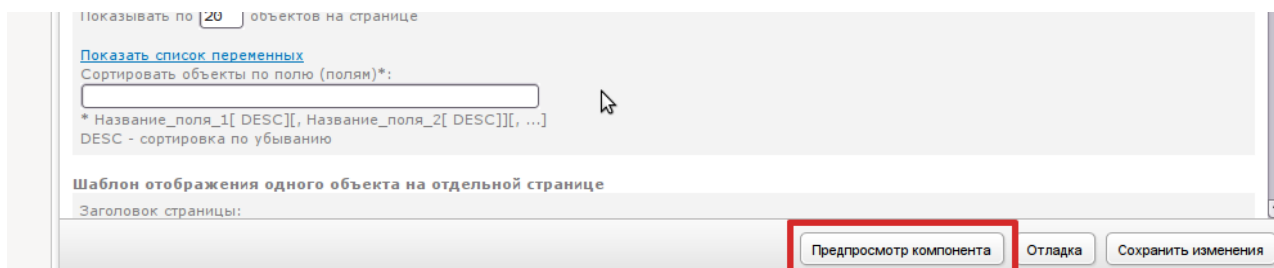 Показывать по 20 объектов на странице
Показать список переменных
Сортировать объекты по полю (полям)*:
* Название_поля_1[ DESC][, Название_поля_2[ DESC]][, ...]
DESC - сортировка по убыванию
Шаблон отображения одного объекта на отдельной странице
Заголовок страницы:
Предпросмотр компонента Отладка Сохранить изменения